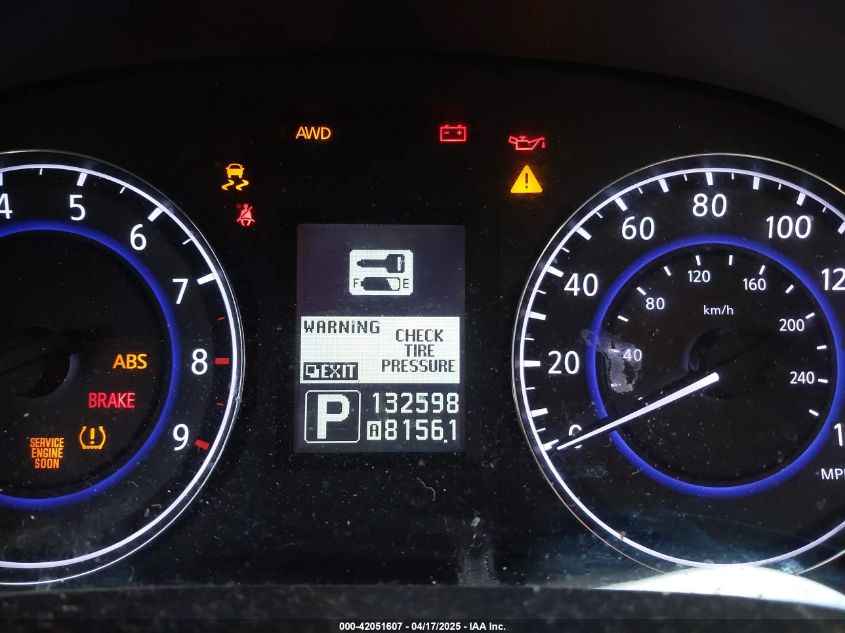 AWD
4
5
6
7
8
9
ABS
BRAKE
SERVICE
ENGINE
SOON
F E
WARNING
CHECK
TIRE
PRESSURE
EXIT
P
132598
A 8156.1
0
20
40
60
80
100
40
80
120
160
200
240
km/h
000-42051607 - 04/17/2025 - IAA Inc.